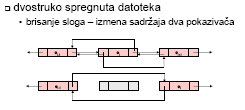 dvostruko spregnuta datoteka
• brisanje sloga – izmena sadržaja dva pokazivača